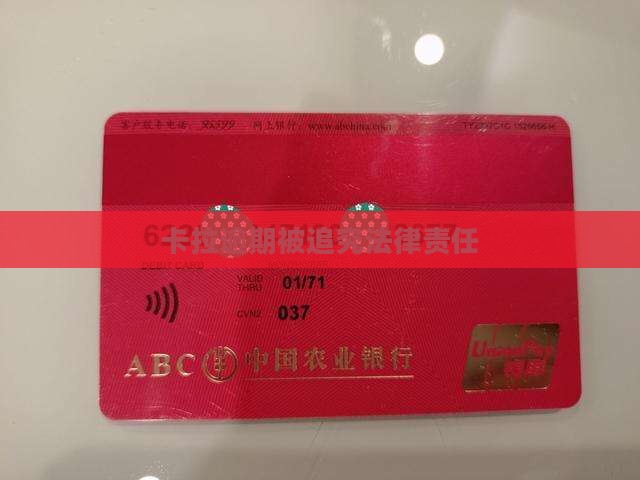 客户服务电话：95599 网上银行：www.abchina.com
卡拉逾期被追究法律责任
DEBIT CARD
VALID THRU 01/71
CVN2 037
ABC 中国农业银行
UnionPay
银联